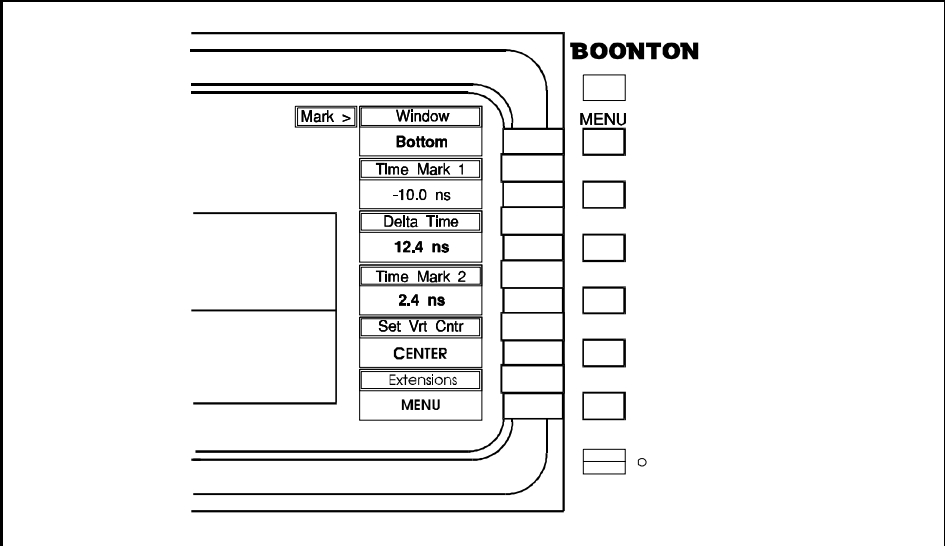 BOONTON
MENU
Mark >
Window
Bottom
Time Mark 1
-10.0 ns
Delta Time
12.4 ns
Time Mark 2
2.4 ns
Set Vrt Cntr
CENTER
Extensions
MENU